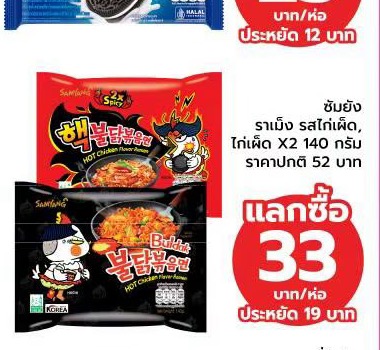 HALAL
บาท/ห่อ
ประหยัด 12 บาท
SAMYANG
2x
Spicy
핵불닭볶음면
HOT Chicken Flavor Ramen
ซัมยัง
ราเม็ง รสไก่เผ็ด,
ไก่เผ็ด X2 140 กรัม
ราคาปกติ 52 บาท
SAMYANG
Buldak
불닭볶음면
HOT Chicken Flavor Ramen
KOREA
แลกซื้อ
33
บาท/ห่อ
ประหยัด 19 บาท